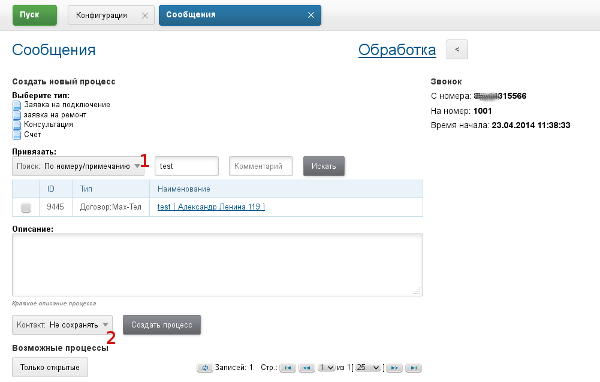 Пуск
Конфигурация
Сообщения
Сообщения
Обработка <
Создать новый процесс
Выберите тип:
Заявка на подключение
заявка на ремонт
Консультация
Счет
Привязать:
Поиск: По номеру/примечанию 1 test Комментарий Искать
ID Тип Наименование
9445 Договор:Мах-Тел test [ Александр Ленина 119 ]
Описание:
Краткое описание процесса
Контакт: Не сохранять 2 Создать процесс
Возможные процессы
Только открытые
Записей: 1. Стр.: 1 из 1 [ 25 ]
Звонок
С номера: 315566
На номер: 1001
Время начала: 23.04.2014 11:38:33